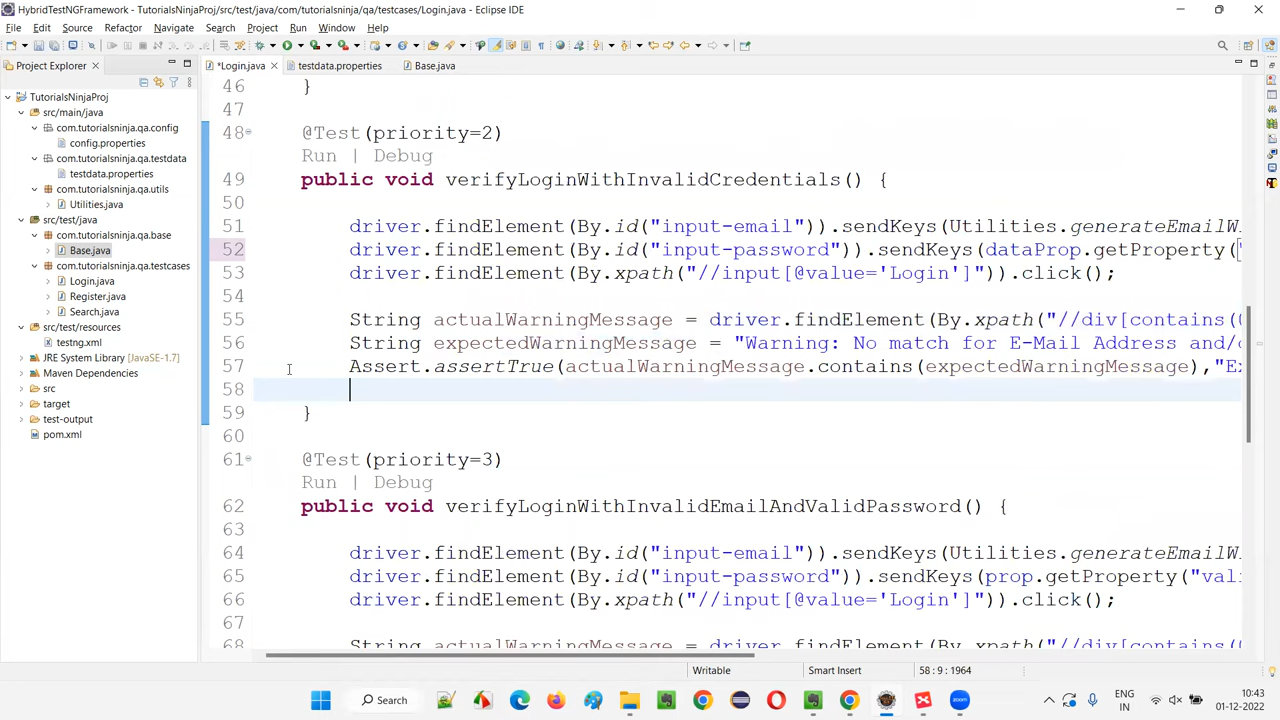 HybridTestNGFramework - TutorialsNinjaProj/src/test/java/com/tutorialsninja/qa/testcases/Login.java - Eclipse IDE
File Edit Source Refactor Navigate Search Project Run Window Help
Project Explorer
*Login.java testdata.properties Base.java
TutorialsNinjaProj
src/main/java
com.tutorialsninja.qa.config
config.properties
com.tutorialsninja.qa.testdata
testdata.properties
com.tutorialsninja.qa.utils
Utilities.java
src/test/java
com.tutorialsninja.qa.base
Base.java
com.tutorialsninja.qa.testcases
Login.java
Register.java
Search.java
src/test/resources
testng.xml
JRE System Library [JavaSE-1.7]
Maven Dependencies
src
target
test-output
pom.xml
46 }
47
48 @Test(priority=2)
Run | Debug
49 public void verifyLoginWithInvalidCredentials() {
50
51 driver.findElement(By.id("input-email")).sendKeys(Utilities.generateEmailW
52 driver.findElement(By.id("input-password")).sendKeys(dataProp.getProperty("
53 driver.findElement(By.xpath("//input[@value='Login']")).click();
54
55 String actualWarningMessage = driver.findElement(By.xpath("//div[contains(
56 String expectedWarningMessage = "Warning: No match for E-Mail Address and/
57 Assert.assertTrue(actualWarningMessage.contains(expectedWarningMessage),"E
58
59 }
60
61 @Test(priority=3)
Run | Debug
62 public void verifyLoginWithInvalidEmailAndValidPassword() {
63
64 driver.findElement(By.id("input-email")).sendKeys(Utilities.generateEmailW
65 driver.findElement(By.id("input-password")).sendKeys(prop.getProperty("val
66 driver.findElement(By.xpath("//input[@value='Login']")).click();
67
68 String actualWarningMessage = driver.findElement(By.xpath("//div[contains(
Writable Smart Insert 58 : 9 : 1964
Search
ENG
IN
10:43
01-12-2022